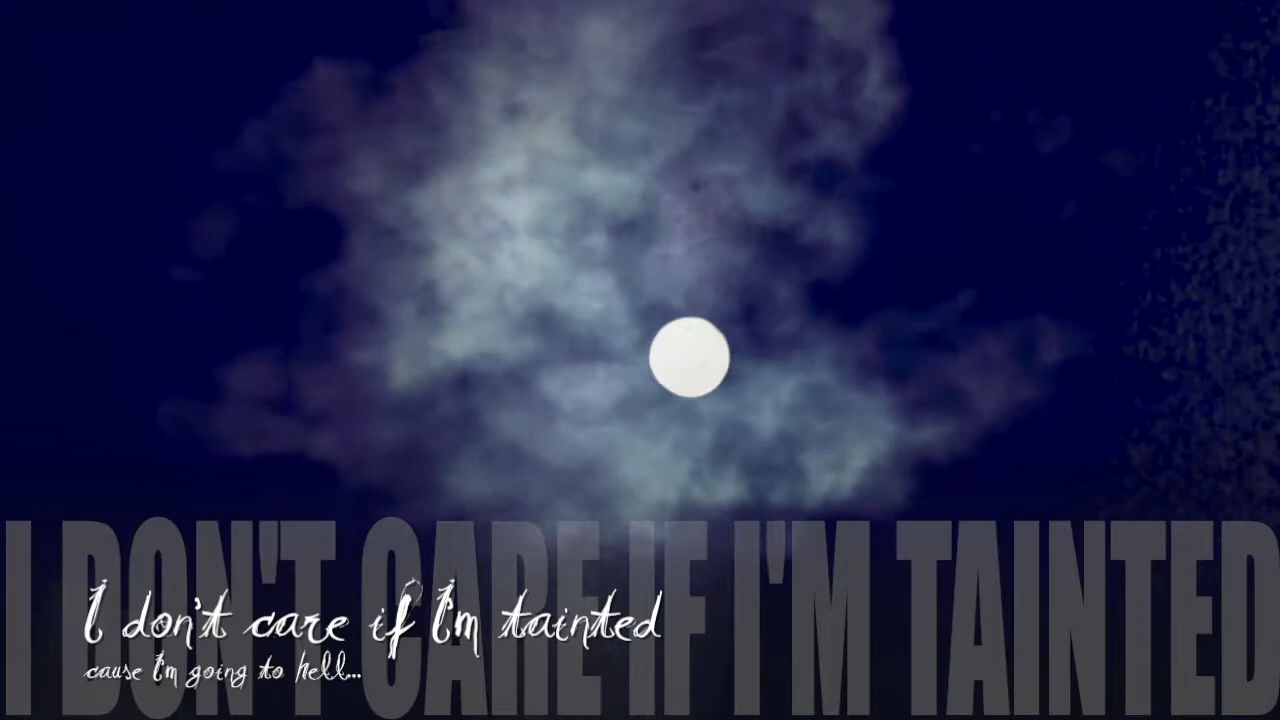 I DON'T CARE IF I'M TAINTED
I don't care if I'm tainted
cause I'm going to hell...